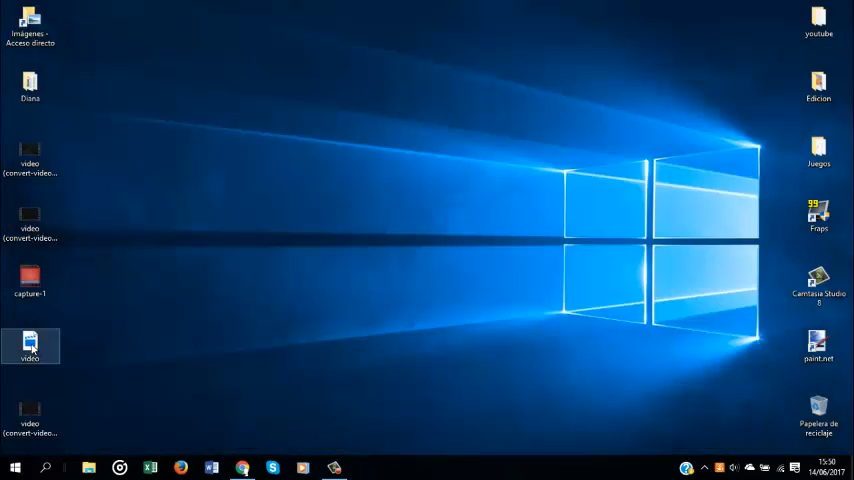 Imágenes -
Acceso directo
Diana
video
(convert-video...
video
(convert-video...
capture-1
video
video
(convert-video...
youtube
Edicion
Juegos
99
Fraps
Camtasia Studio
8
paint.net
Papelera de
reciclaje
15:50
14/06/2017